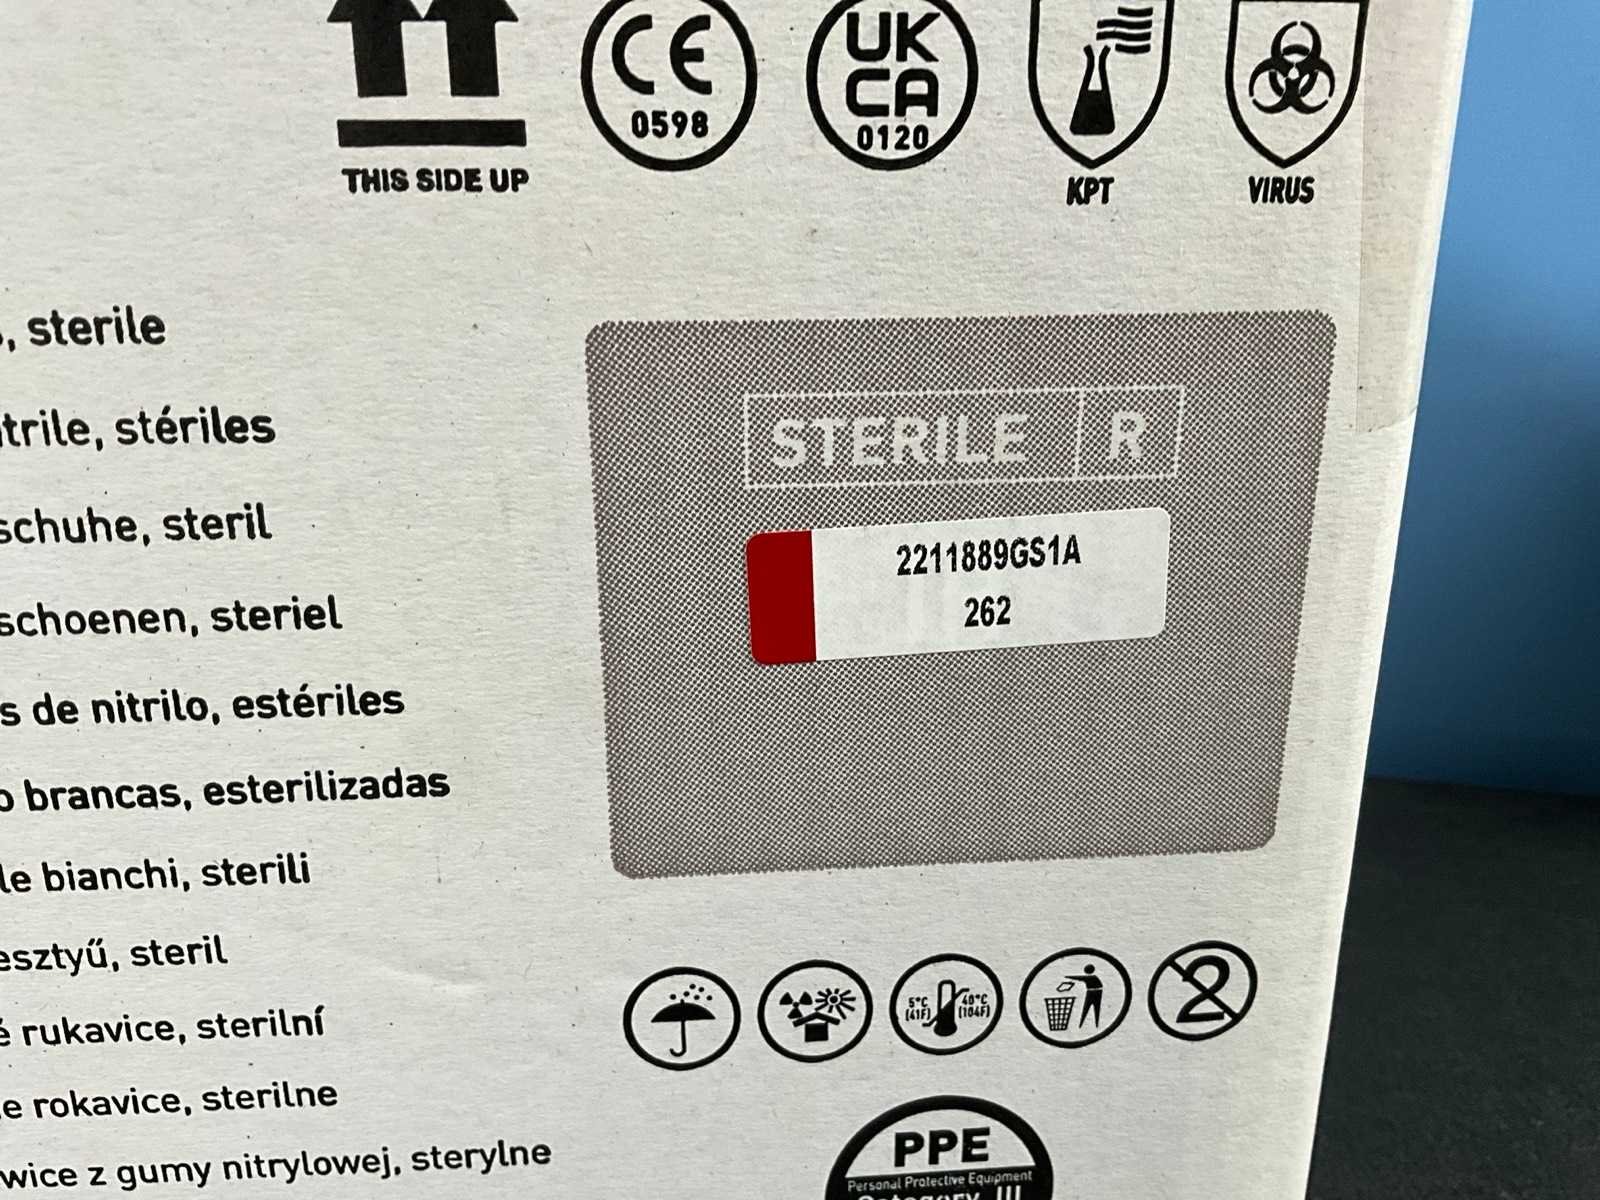 CE
0598
UK
CA
0120
THIS SIDE UP
KPT
VIRUS
, sterile
trile, stériles
schuhe, steril
schoenen, steriel
s de nitrilo, estériles
o brancas, esterilizadas
le bianchi, sterili
esztyű, steril
é rukavice, sterilní
e rokavice, sterilne
wice z gumy nitrylowej, sterylne
STERILE R
2211889GS1A
262
5°C 40°C
(41F) (104F)
2
PPE
Personal Protective Equipment
Category III